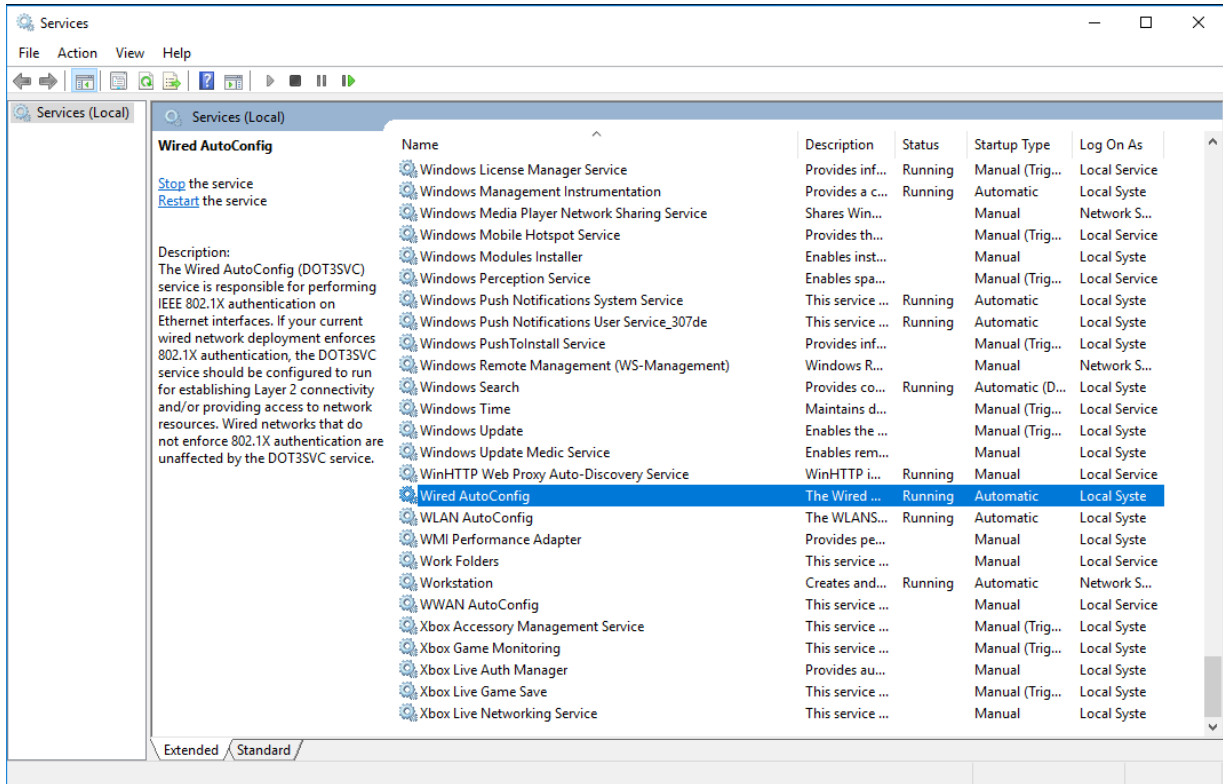 Services
File Action View Help
Services (Local)
Services (Local)
Wired AutoConfig
Stop the service
Restart the service
Description:
The Wired AutoConfig (DOT3SVC)
service is responsible for performing
IEEE 802.1X authentication on
Ethernet interfaces. If your current
wired network deployment enforces
802.1X authentication, the DOT3SVC
service should be configured to run
for establishing Layer 2 connectivity
and/or providing access to network
resources. Wired networks that do
not enforce 802.1X authentication are
unaffected by the DOT3SVC service.
Name Description Status Startup Type Log On As
Windows License Manager Service Provides inf... Running Manual (Trig... Local Service
Windows Management Instrumentation Provides a c... Running Automatic Local Syste
Windows Media Player Network Sharing Service Shares Win... Manual Network S...
Windows Mobile Hotspot Service Provides th... Manual (Trig... Local Service
Windows Modules Installer Enables inst... Manual Local Syste
Windows Perception Service Enables spa... Manual (Trig... Local Service
Windows Push Notifications System Service This service ... Running Automatic Local Syste
Windows Push Notifications User Service_307de This service ... Running Automatic Local Syste
Windows PushToInstall Service Provides inf... Manual (Trig... Local Syste
Windows Remote Management (WS-Management) Windows R... Manual Network S...
Windows Search Provides co... Running Automatic (D... Local Syste
Windows Time Maintains d... Manual (Trig... Local Service
Windows Update Enables the ... Manual (Trig... Local Syste
Windows Update Medic Service Enables rem... Manual Local Syste
WinHTTP Web Proxy Auto-Discovery Service WinHTTP i... Running Manual Local Service
Wired AutoConfig The Wired ... Running Automatic Local Syste
WLAN AutoConfig The WLANS... Running Automatic Local Syste
WMI Performance Adapter Provides pe... Manual Local Syste
Work Folders This service ... Manual Local Service
Workstation Creates and... Running Automatic Network S...
WWAN AutoConfig This service ... Manual Local Service
Xbox Accessory Management Service This service ... Manual (Trig... Local Syste
Xbox Game Monitoring This service ... Manual (Trig... Local Syste
Xbox Live Auth Manager Provides au... Manual Local Syste
Xbox Live Game Save This service ... Manual (Trig... Local Syste
Xbox Live Networking Service This service ... Manual Local Syste
Extended Standard